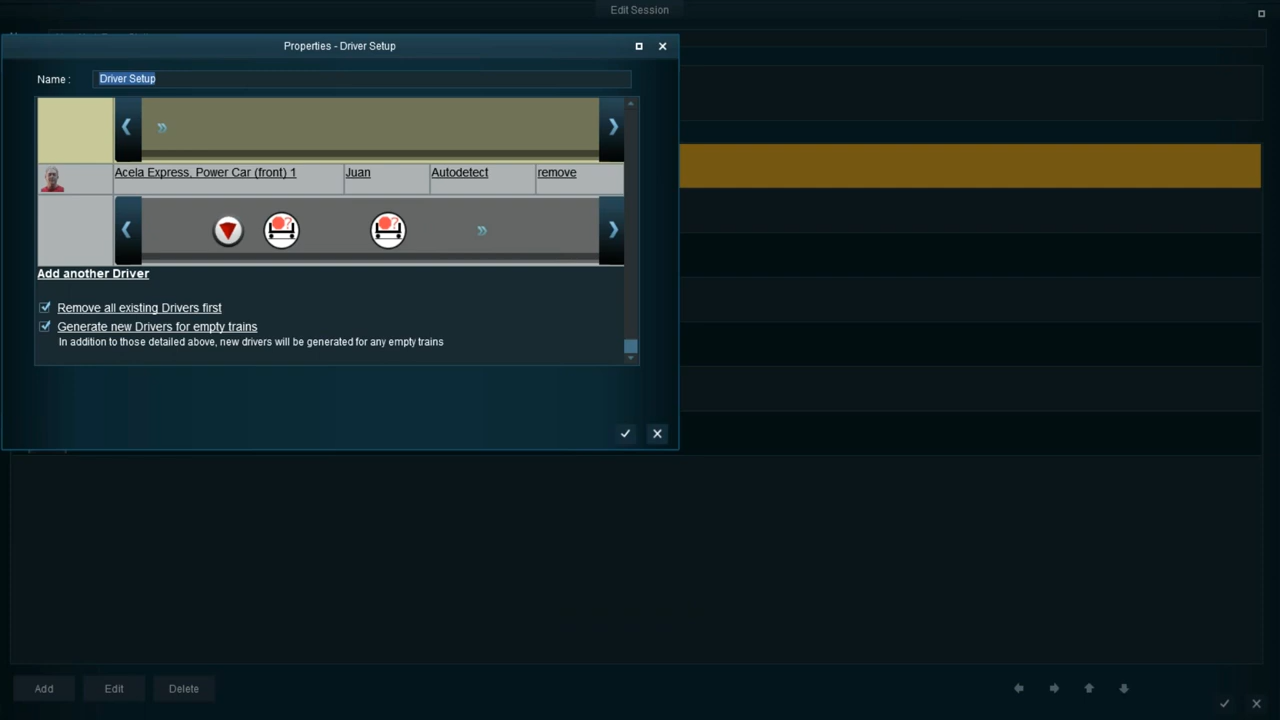 Edit Session
Properties - Driver Setup
Name :
Driver Setup
Acela Express, Power Car (front) 1
Juan
Autodetect
remove
Add another Driver
Remove all existing Drivers first
Generate new Drivers for empty trains
In addition to those detailed above, new drivers will be generated for any empty trains
Add
Edit
Delete